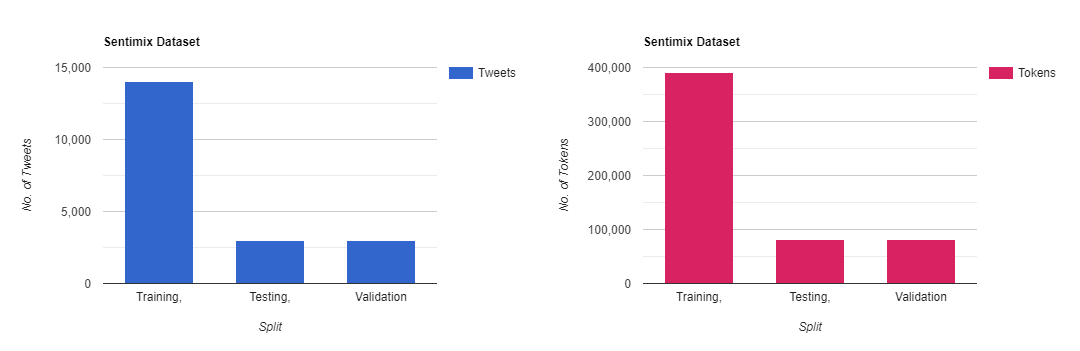 Sentimix Dataset
15,000
10,000
5,000
0
No. of Tweets
Training,
Testing,
Validation
Split
Tweets
Sentimix Dataset
400,000
300,000
200,000
100,000
0
No. of Tokens
Training,
Testing,
Validation
Split
Tokens